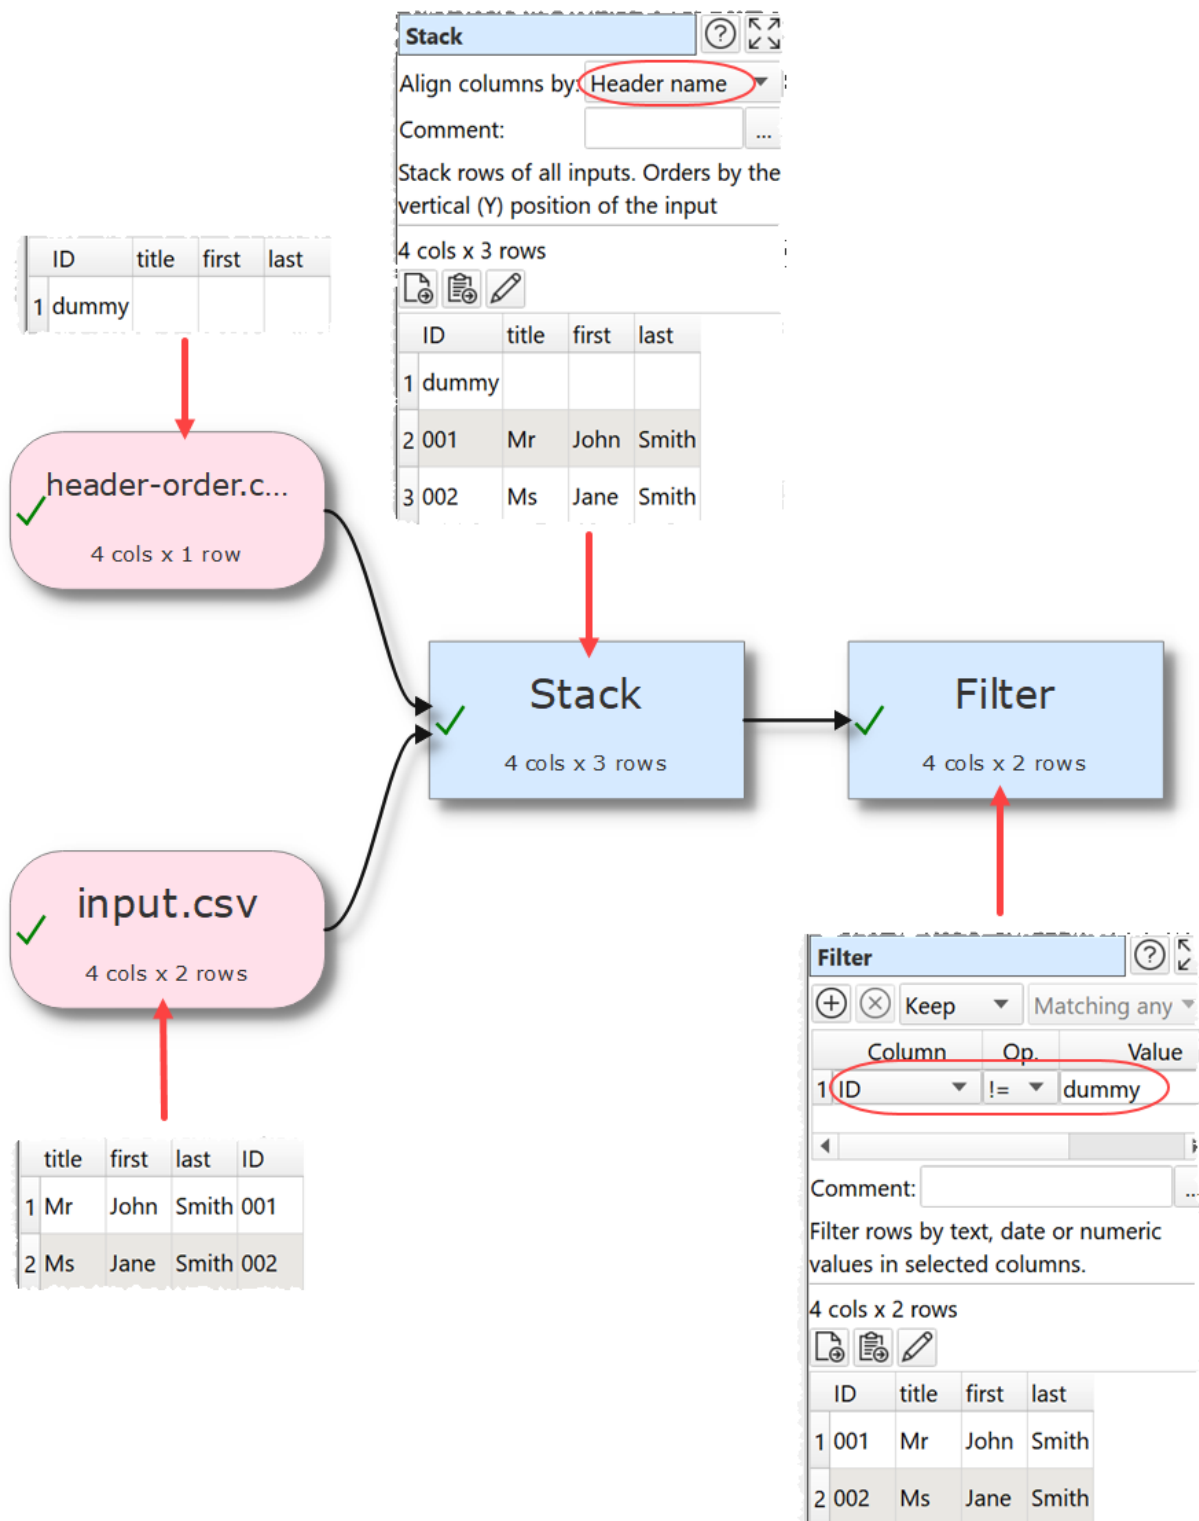 Stack
Align columns by: Header name
Comment:
...
Stack rows of all inputs. Orders by the
vertical (Y) position of the input
4 cols x 3 rows
ID title first last
1 dummy
2 001 Mr John Smith
3 002 Ms Jane Smith
ID title first last
1 dummy
header-order.c...
4 cols x 1 row
Stack
4 cols x 3 rows
Filter
4 cols x 2 rows
input.csv
4 cols x 2 rows
title first last ID
1 Mr John Smith 001
2 Ms Jane Smith 002
Filter
Keep Matching any
Column Op. Value
1 ID != dummy
Comment:
...
Filter rows by text, date or numeric
values in selected columns.
4 cols x 2 rows
ID title first last
1 001 Mr John Smith
2 002 Ms Jane Smith